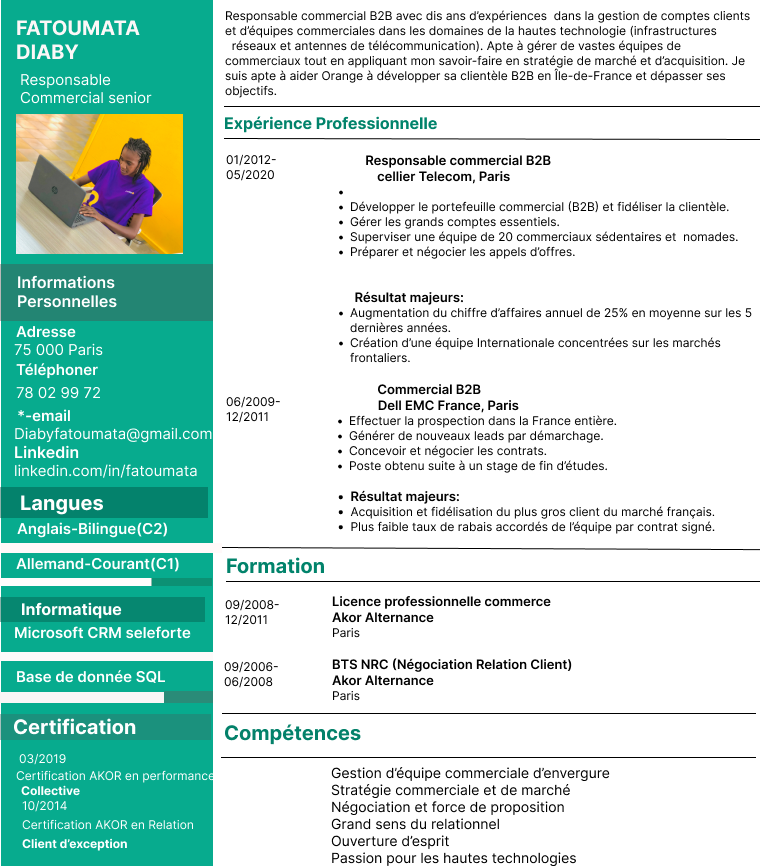 FATOUMATA
DIABY
Responsable
Commercial senior
Informations
Personnelles
Adresse
75 000 Paris
Téléphoner
78 02 99 72
*-email
Diabyfatoumata@gmail.com
Linkedin
linkedin.com/in/fatoumata
Langues
Anglais-Bilingue(C2)
Allemand-Courant(C1)
Informatique
Microsoft CRM seleforte
Base de donnée SQL
Certification
03/2019
Certification AKOR en performance
Collective
10/2014
Certification AKOR en Relation
Client d’exception
Responsable commercial B2B avec dis ans d’expériences dans la gestion de comptes clients
et d’équipes commerciales dans les domaines de la hautes technologie (infrastructures
réseaux et antennes de télécommunication). Apte à gérer de vastes équipes de
commerciaux tout en appliquant mon savoir-faire en stratégie de marché et d’acquisition. Je
suis apte à aider Orange à développer sa clientèle B2B en Île-de-France et dépasser ses
objectifs.
Expérience Professionnelle
01/2012-
05/2020
Responsable commercial B2B
cellier Telecom, Paris
•
• Développer le portefeuille commercial (B2B) et fidéliser la clientèle.
• Gérer les grands comptes essentiels.
• Superviser une équipe de 20 commerciaux sédentaires et nomades.
• Préparer et négocier les appels d’offres.
Résultat majeurs:
• Augmentation du chiffre d’affaires annuel de 25% en moyenne sur les 5
dernières années.
• Création d’une équipe Internationale concentrées sur les marchés
frontaliers.
06/2009-
12/2011
Commercial B2B
Dell EMC France, Paris
• Effectuer la prospection dans la France entière.
• Générer de nouveaux leads par démarchage.
• Concevoir et négocier les contrats.
• Poste obtenu suite à un stage de fin d’études.
• Résultat majeurs:
• Acquisition et fidélisation du plus gros client du marché français.
• Plus faible taux de rabais accordés de l’équipe par contrat signé.
Formation
09/2008-
12/2011
Licence professionnelle commerce
Akor Alternance
Paris
09/2006-
06/2008
BTS NRC (Négociation Relation Client)
Akor Alternance
Paris
Compétences
Gestion d’équipe commerciale d’envergure
Stratégie commerciale et de marché
Négociation et force de proposition
Grand sens du relationnel
Ouverture d’esprit
Passion pour les hautes technologies